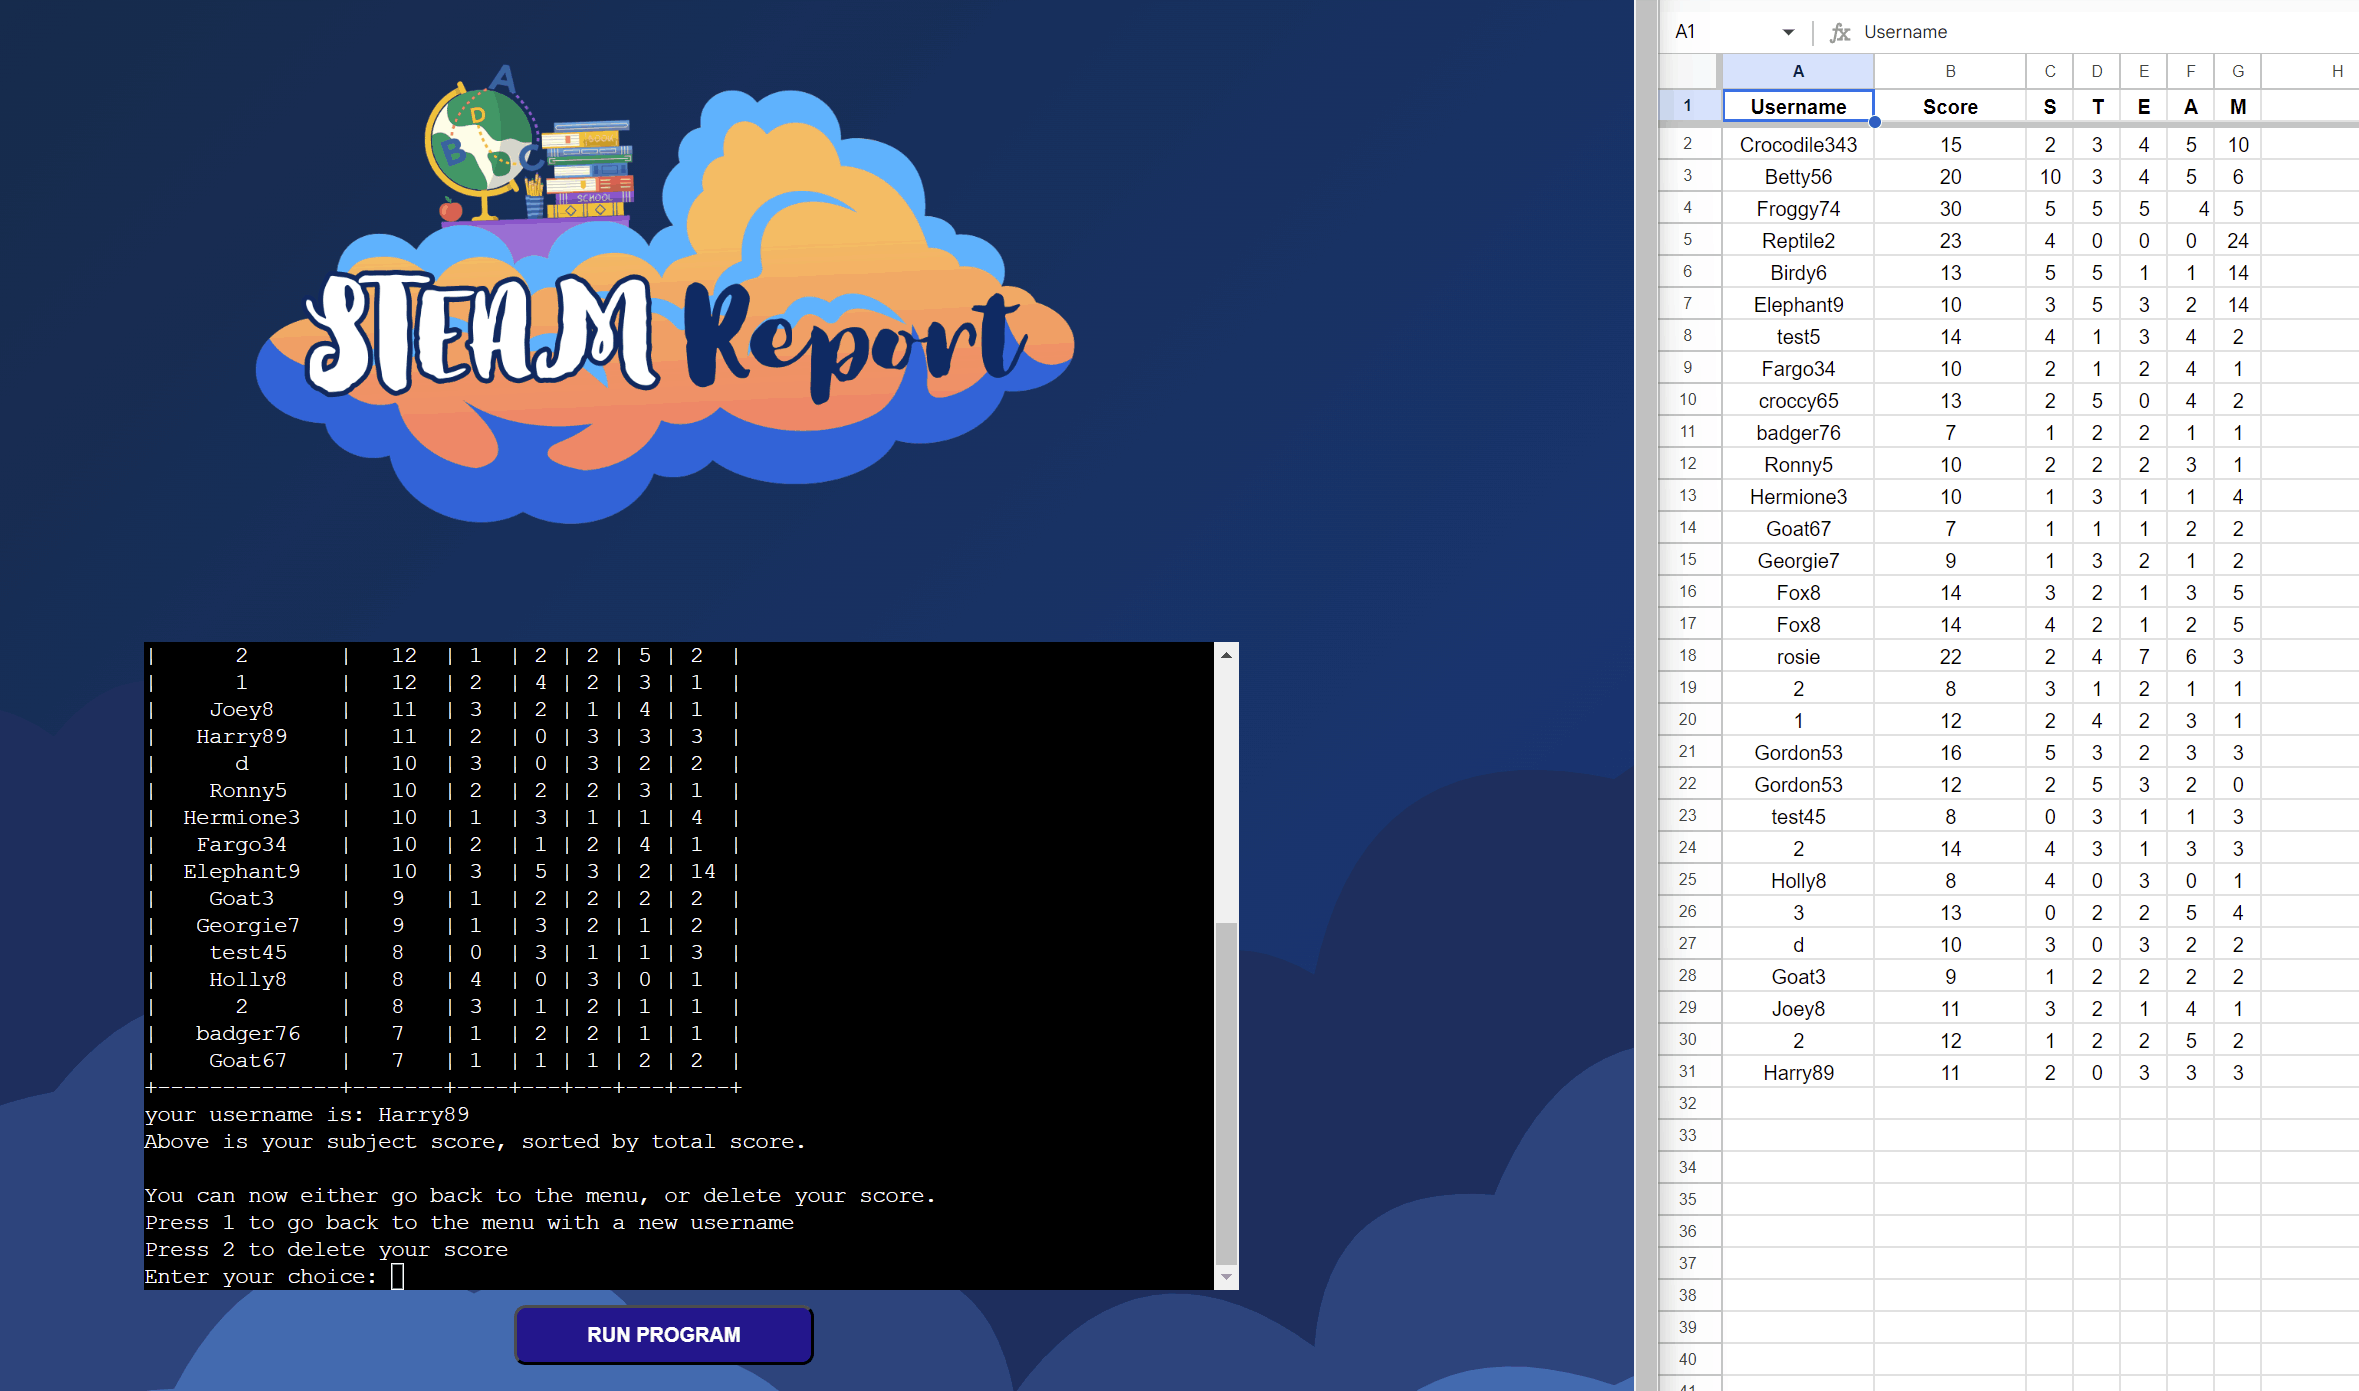 A
D
B
C
SCHOOL
STEAM Report
| 2 | 12 | 1 | 2 | 2 | 5 | 2 |
| 1 | 12 | 2 | 4 | 2 | 3 | 1 |
| Joey8 | 11 | 3 | 2 | 1 | 4 | 1 |
| Harry89 | 11 | 2 | 0 | 3 | 3 | 3 |
| d | 10 | 3 | 0 | 3 | 2 | 2 |
| Ronny5 | 10 | 2 | 2 | 2 | 3 | 1 |
| Hermione3 | 10 | 1 | 3 | 1 | 1 | 4 |
| Fargo34 | 10 | 2 | 1 | 2 | 4 | 1 |
| Elephant9 | 10 | 3 | 5 | 3 | 2 | 14 |
| Goat3 | 9 | 1 | 2 | 2 | 2 | 2 |
| Georgie7 | 9 | 1 | 3 | 2 | 1 | 2 |
| test45 | 8 | 0 | 3 | 1 | 1 | 3 |
| Holly8 | 8 | 4 | 0 | 3 | 0 | 1 |
| 2 | 8 | 3 | 1 | 2 | 1 | 1 |
| badger76 | 7 | 1 | 2 | 2 | 1 | 1 |
| Goat67 | 7 | 1 | 1 | 1 | 2 | 2 |
+--------------+-------+----+---+---+---+----+
your username is: Harry89
Above is your subject score, sorted by total score.
You can now either go back to the menu, or delete your score.
Press 1 to go back to the menu with a new username
Press 2 to delete your score
Enter your choice:
RUN PROGRAM
A1 fx Username
A B C D E F G H
1 Username Score S T E A M
2 Crocodile343 15 2 3 4 5 10
3 Betty56 20 10 3 4 5 6
4 Froggy74 30 5 5 5 4 5
5 Reptile2 23 4 0 0 0 24
6 Birdy6 13 5 5 1 1 14
7 Elephant9 10 3 5 3 2 14
8 test5 14 4 1 3 4 2
9 Fargo34 10 2 1 2 4 1
10 croccy65 13 2 5 0 4 2
11 badger76 7 1 2 2 1 1
12 Ronny5 10 2 2 2 3 1
13 Hermione3 10 1 3 1 1 4
14 Goat67 7 1 1 1 2 2
15 Georgie7 9 1 3 2 1 2
16 Fox8 14 3 2 1 3 5
17 Fox8 14 4 2 1 2 5
18 rosie 22 2 4 7 6 3
19 2 8 3 1 2 1 1
20 1 12 2 4 2 3 1
21 Gordon53 16 5 3 2 3 3
22 Gordon53 12 2 5 3 2 0
23 test45 8 0 3 1 1 3
24 2 14 4 3 1 3 3
25 Holly8 8 4 0 3 0 1
26 3 13 0 2 2 5 4
27 d 10 3 0 3 2 2
28 Goat3 9 1 2 2 2 2
29 Joey8 11 3 2 1 4 1
30 2 12 1 2 2 5 2
31 Harry89 11 2 0 3 3 3
32
33
34
35
36
37
38
39
40
41